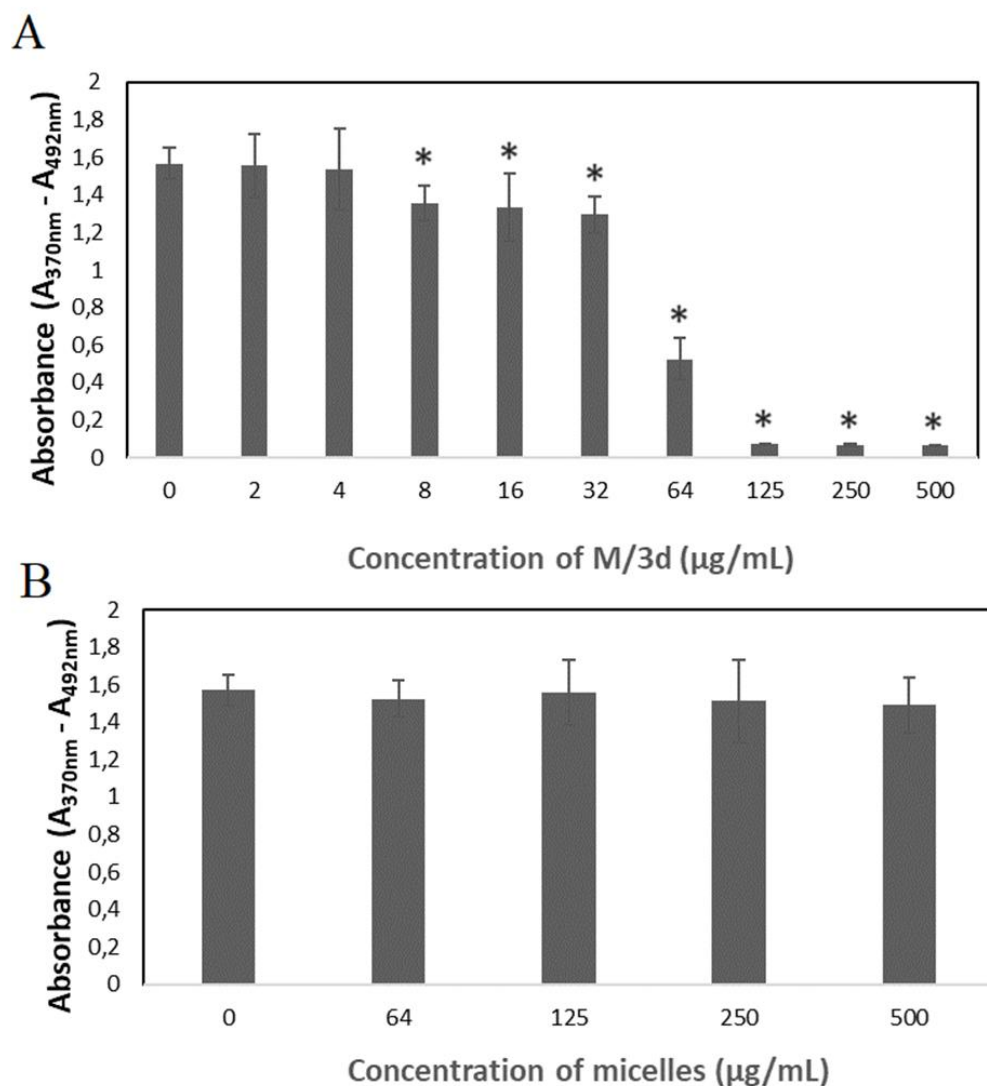 A
Absorbance (A370nm - A492nm)
2
1,8
1,6
1,4
1,2
1
0,8
0,6
0,4
0,2
0
* * * * * * *
0 2 4 8 16 32 64 125 250 500
Concentration of M/3d (µg/mL)
B
Absorbance (A370nm - A492nm)
2
1,8
1,6
1,4
1,2
1
0,8
0,6
0,4
0,2
0
0 64 125 250 500
Concentration of micelles (µg/mL)